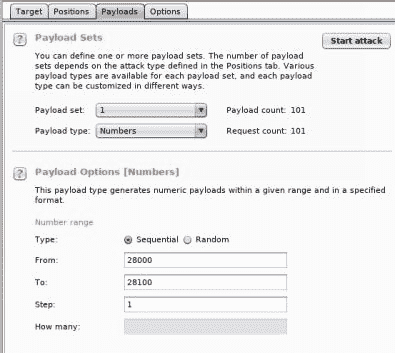 Target Positions Payloads Options
? Payload Sets Start attack
You can define one or more payload sets. The number of payload
sets depends on the attack type defined in the Positions tab. Various
payload types are available for each payload set, and each payload
type can be customized in different ways.
Payload set: 1 Payload count: 101
Payload type: Numbers Request count: 101
? Payload Options [Numbers]
This payload type generates numeric payloads within a given range and in a specified
format.
Number range
Type: Sequential Random
From: 28000
To: 28100
Step: 1
How many: